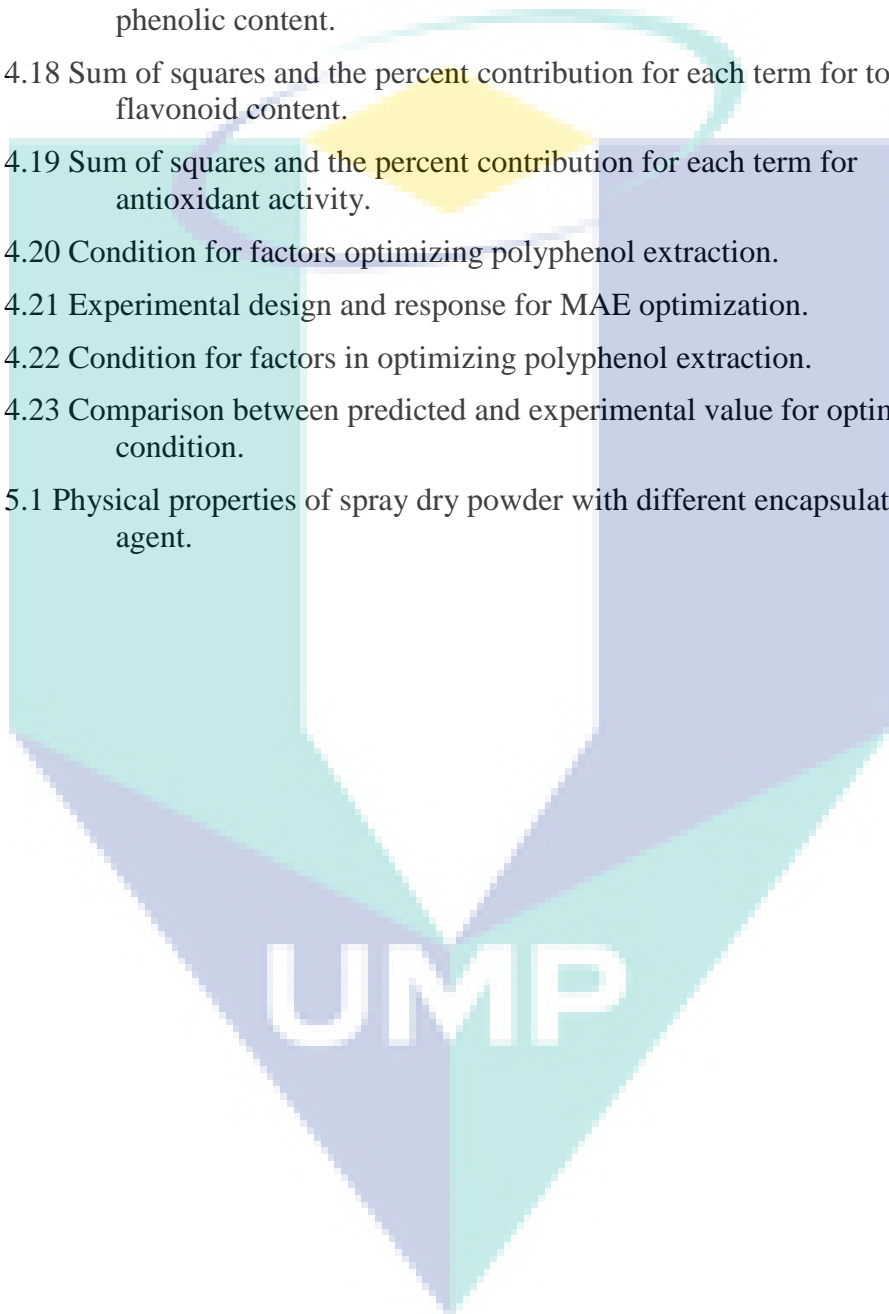 phenolic content.
4.18 Sum of squares and the percent contribution for each term for to
flavonoid content.
4.19 Sum of squares and the percent contribution for each term for
antioxidant activity.
4.20 Condition for factors optimizing polyphenol extraction.
4.21 Experimental design and response for MAE optimization.
4.22 Condition for factors in optimizing polyphenol extraction.
4.23 Comparison between predicted and experimental value for optim
condition.
5.1 Physical properties of spray dry powder with different encapsulat
agent.
UMP